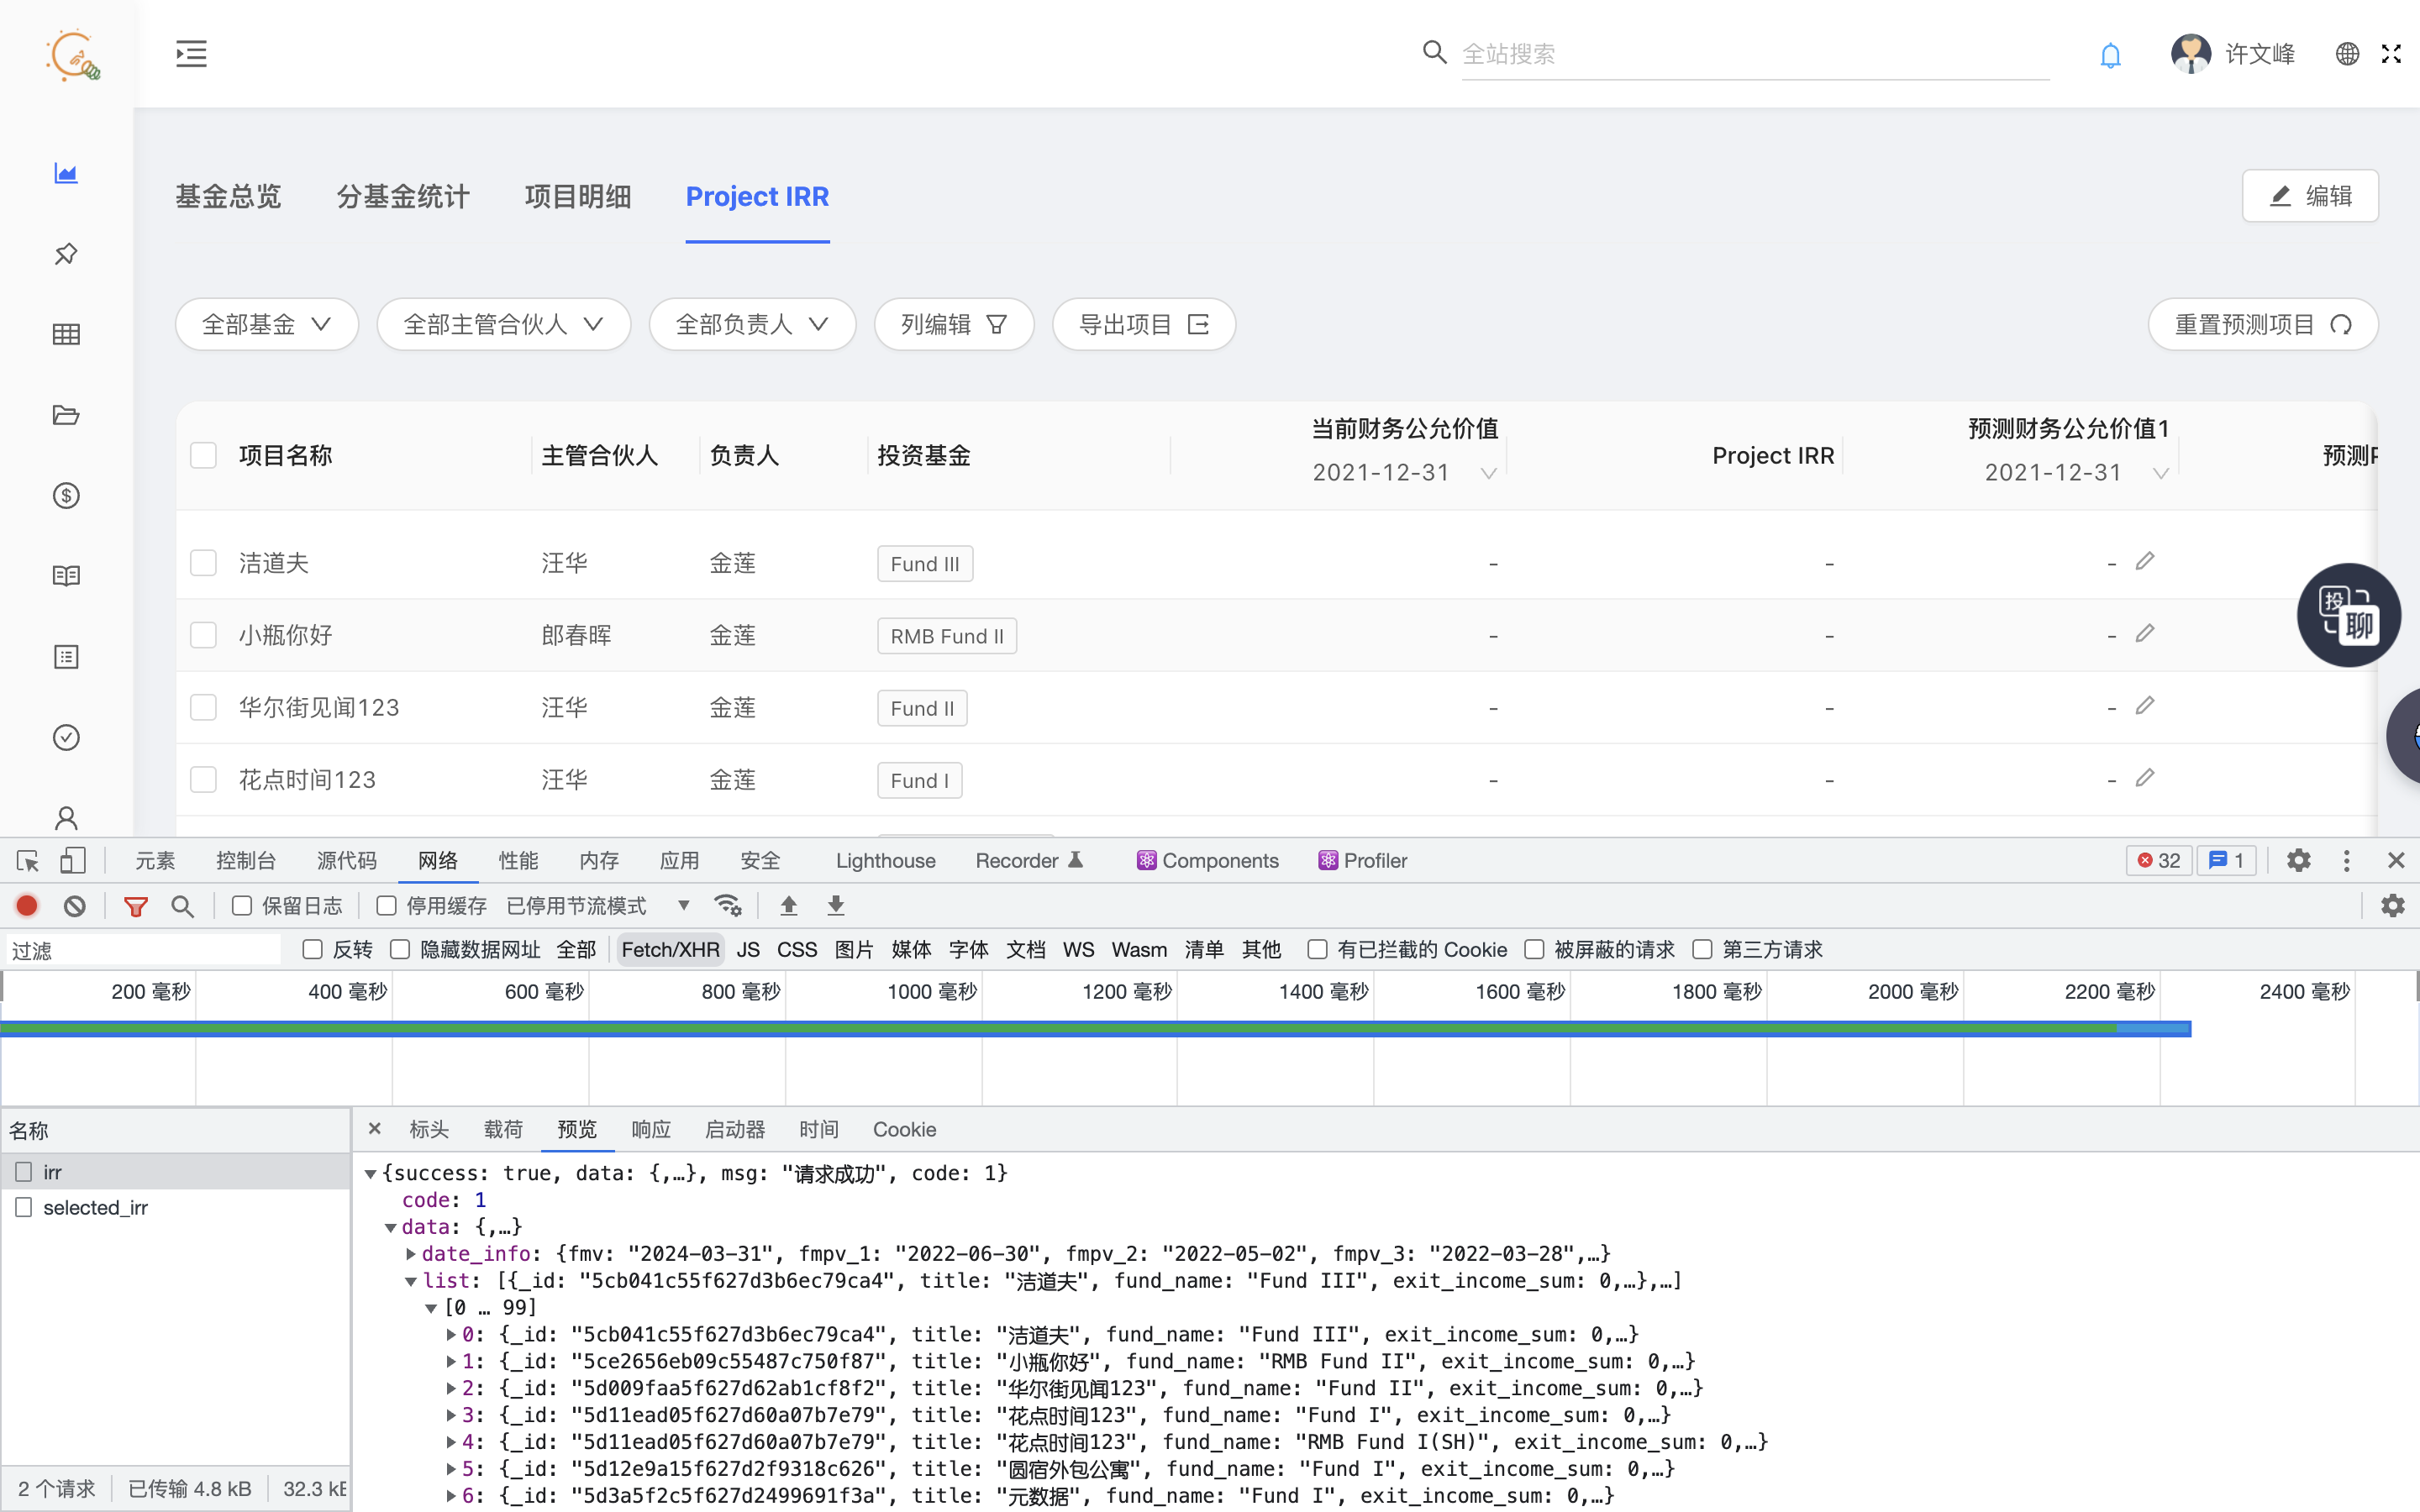 全站搜索
许文峰
基金总览 分基金统计 项目明细 Project IRR 编辑
全部基金 全部主管合伙人 全部负责人 列编辑 导出项目 重置预测项目
项目名称 主管合伙人 负责人 投资基金 当前财务公允价值 2021-12-31 Project IRR 预测财务公允价值1 2021-12-31 预测P
洁道夫 汪华 金莲 Fund III - - -
小瓶你好 郎春晖 金莲 RMB Fund II - - -
华尔街见闻123 汪华 金莲 Fund II - - -
花点时间123 汪华 金莲 Fund I - - -
投 聊
元素 控制台 源代码 网络 性能 内存 应用 安全 Lighthouse Recorder Components Profiler 32 1
保留日志 停用缓存 已停用节流模式
过滤 反转 隐藏数据网址 全部 Fetch/XHR JS CSS 图片 媒体 字体 文档 WS Wasm 清单 其他 有已拦截的 Cookie 被屏蔽的请求 第三方请求
200 毫秒 400 毫秒 600 毫秒 800 毫秒 1000 毫秒 1200 毫秒 1400 毫秒 1600 毫秒 1800 毫秒 2000 毫秒 2200 毫秒 2400 毫秒
名称
irr
selected_irr
2 个请求 已传输 4.8 kB 32.3 kE
× 标头 载荷 预览 响应 启动器 时间 Cookie
{success: true, data: {,…}, msg: "请求成功", code: 1}
code: 1
data: {,…}
date_info: {fmv: "2024-03-31", fmpv_1: "2022-06-30", fmpv_2: "2022-05-02", fmpv_3: "2022-03-28",…}
list: [{_id: "5cb041c55f627d3b6ec79ca4", title: "洁道夫", fund_name: "Fund III", exit_income_sum: 0,…},…]
[0 … 99]
0: {_id: "5cb041c55f627d3b6ec79ca4", title: "洁道夫", fund_name: "Fund III", exit_income_sum: 0,…}
1: {_id: "5ce2656eb09c55487c750f87", title: "小瓶你好", fund_name: "RMB Fund II", exit_income_sum: 0,…}
2: {_id: "5d009faa5f627d62ab1cf8f2", title: "华尔街见闻123", fund_name: "Fund II", exit_income_sum: 0,…}
3: {_id: "5d11ead05f627d60a07b7e79", title: "花点时间123", fund_name: "Fund I", exit_income_sum: 0,…}
4: {_id: "5d11ead05f627d60a07b7e79", title: "花点时间123", fund_name: "RMB Fund I(SH)", exit_income_sum: 0,…}
5: {_id: "5d12e9a15f627d2f9318c626", title: "圆宿外包公寓", fund_name: "Fund I", exit_income_sum: 0,…}
6: {_id: "5d3a5f2c5f627d2499691f3a", title: "元数据", fund_name: "Fund I", exit_income_sum: 0,…}